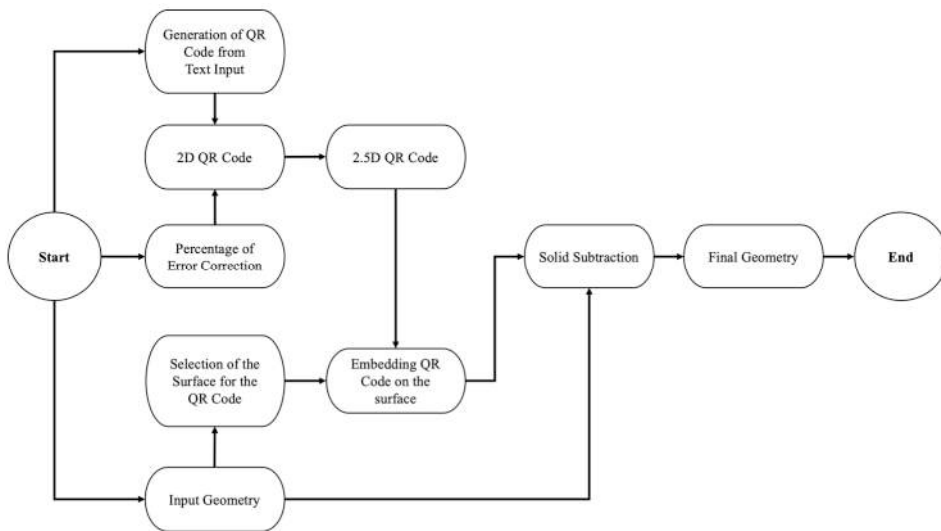 Generation of QR
Code from
Text Input
2D QR Code
2.5D QR Code
Start
Percentage of
Error Correction
Solid Subtraction
Final Geometry
End
Selection of the
Surface for the
QR Code
Embedding QR
Code on the
surface
Input Geometry